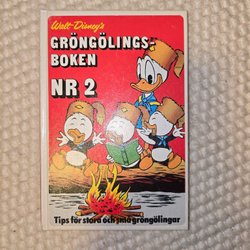 Walt Disney's
GRÖNGÖLINGS-
BOKEN
NR 2
Tips för stora och små gröngölingar